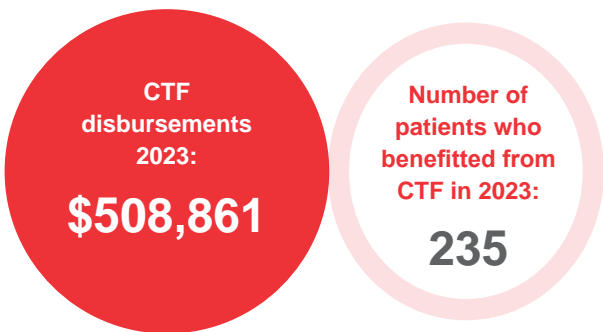 CTF
disbursements
2023:
$508,861
Number of
patients who
benefitted from
CTF in 2023:
235